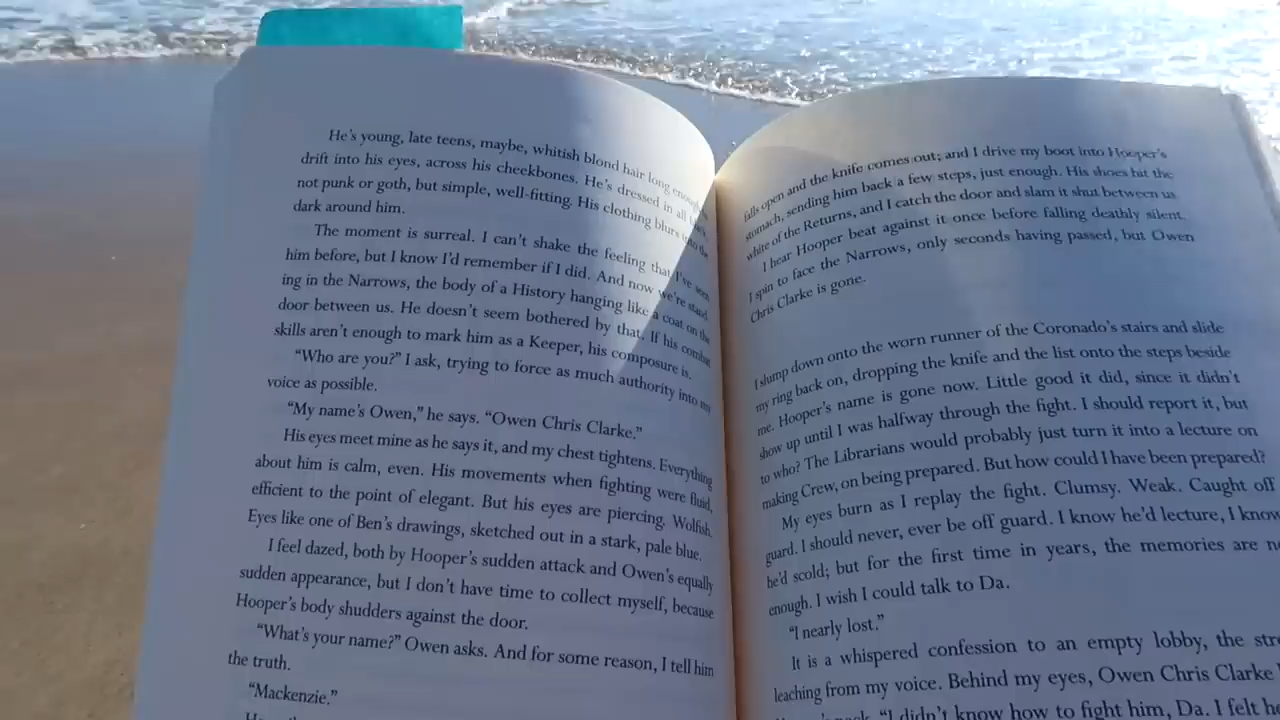 He's young, late teens, maybe, whitish blond hair long enough to
drift into his eyes, across his cheekbones. He's dressed in all black,
not punk or goth, but simple, well-fitting. His clothing blurs into the
dark around him.
The moment is surreal. I can't shake the feeling that I've seen
him before, but I know I'd remember if I did. And now we're stand-
ing in the Narrows, the body of a History hanging like a coat on the
door between us. He doesn't seem bothered by that. If his combat
skills aren't enough to mark him as a Keeper, his composure is.
"Who are you?" I ask, trying to force as much authority into my
voice as possible.
"My name's Owen," he says. "Owen Chris Clarke."
His eyes meet mine as he says it, and my chest tightens. Everything
about him is calm, even. His movements when fighting were fluid,
efficient to the point of elegant. But his eyes are piercing. Wolfish.
Eyes like one of Ben's drawings, sketched out in a stark, pale blue.
I feel dazed, both by Hooper's sudden attack and Owen's equally
sudden appearance, but I don't have time to collect myself, because
Hooper's body shudders against the door.
"What's your name?" Owen asks. And for some reason, I tell him
the truth.
"Mackenzie."
falls open and the knife comes out; and I drive my boot into Hooper's
stomach, sending him back a few steps, just enough. His shoes hit the
white of the Returns, and I catch the door and slam it shut between us
I hear Hooper beat against it once before falling deathly silent.
I spin to face the Narrows, only seconds having passed, but Owen
Chris Clarke is gone.
I slump down onto the worn runner of the Coronado's stairs and slide
my ring back on, dropping the knife and the list onto the steps beside
me. Hooper's name is gone now. Little good it did, since it didn't
show up until I was halfway through the fight. I should report it, but
to who? The Librarians would probably just turn it into a lecture on
making Crew, on being prepared. But how could I have been prepared?
My eyes burn as I replay the fight. Clumsy. Weak. Caught off
guard. I should never, ever be off guard. I know he'd lecture, I know
he'd scold; but for the first time in years, the memories are
enough. I wish I could talk to Da.
"I nearly lost."
It is a whispered confession to an empty lobby, the
leaching from my voice. Behind my eyes, Owen Chris Clarke
"I didn't know how to fight him, Da. I felt